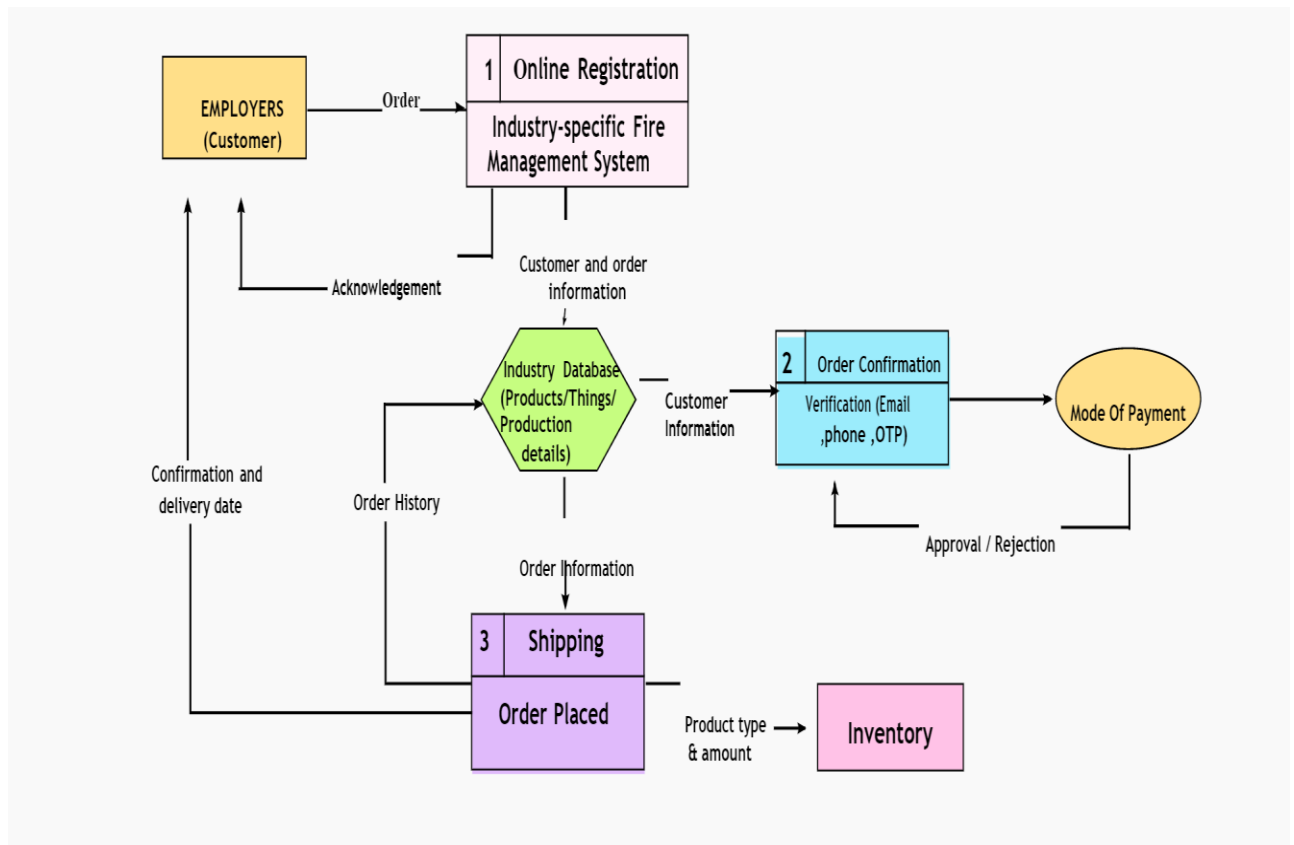 1 Online Registration
EMPLOYERS
(Customer)
Order
Industry-specific Fire
Management System
Acknowledgement
Customer and order
information
Industry Database
(Products/Things/
Production
details)
Customer
Information
2 Order Confirmation
Verification (Email
,phone ,OTP)
Mode Of Payment
Approval / Rejection
Confirmation and
delivery date
Order History
Order Information
3 Shipping
Order Placed
Product type
& amount
Inventory